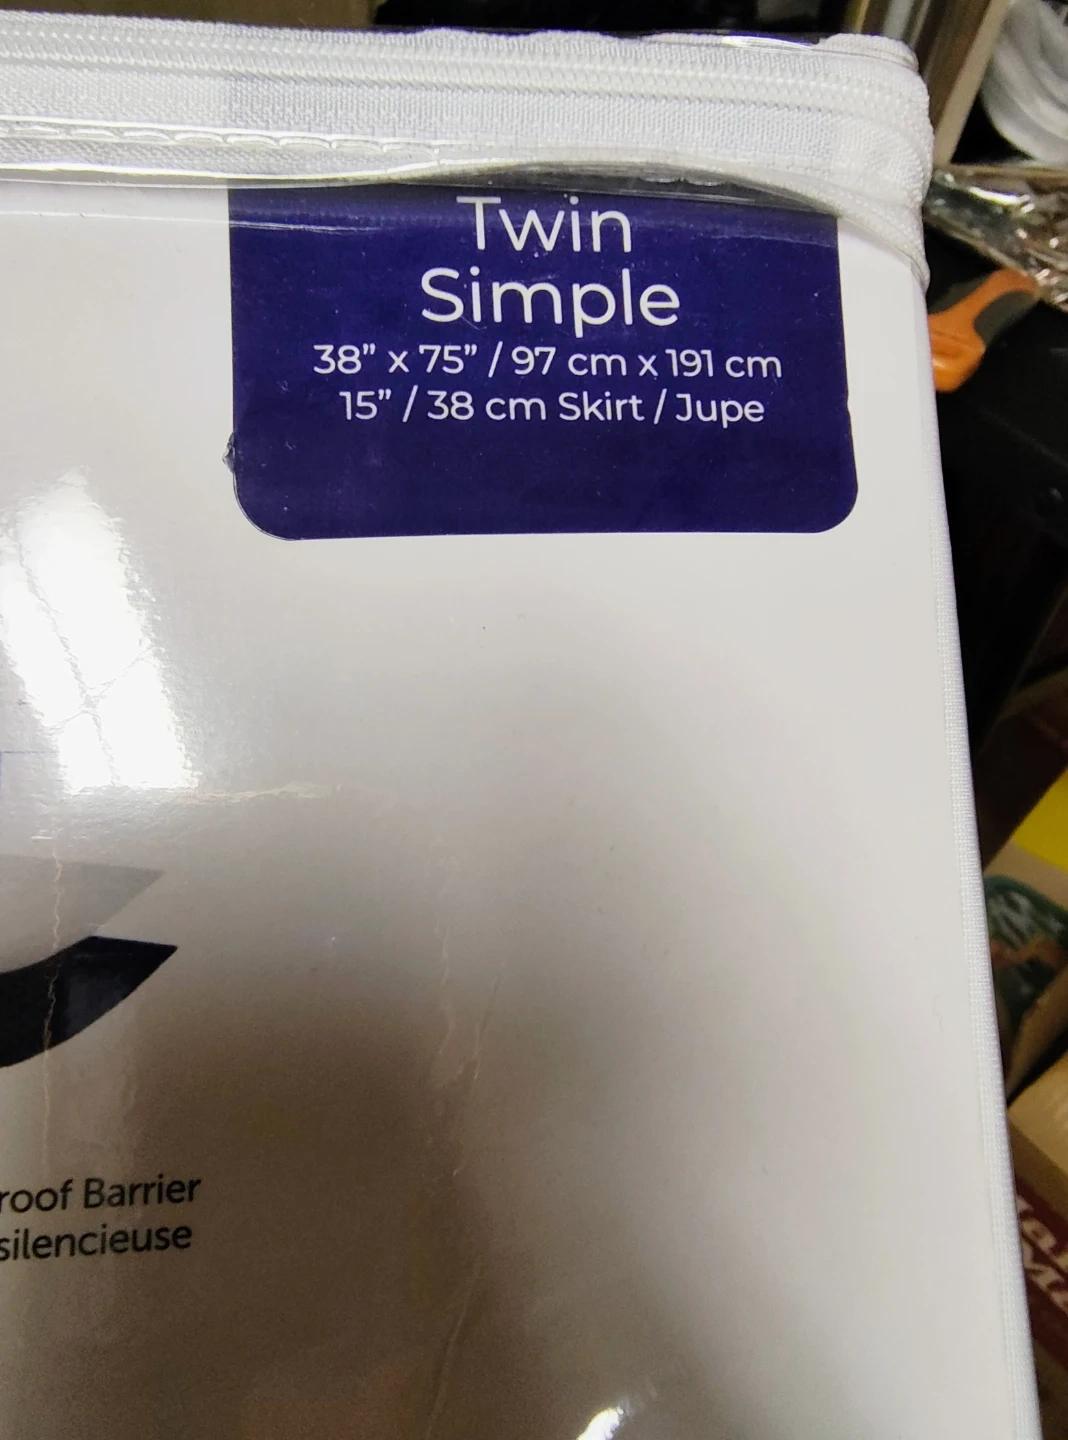 Twin
Simple
38” x 75” / 97 cm x 191 cm
15” / 38 cm Skirt / Jupe
roof Barrier
silencieuse